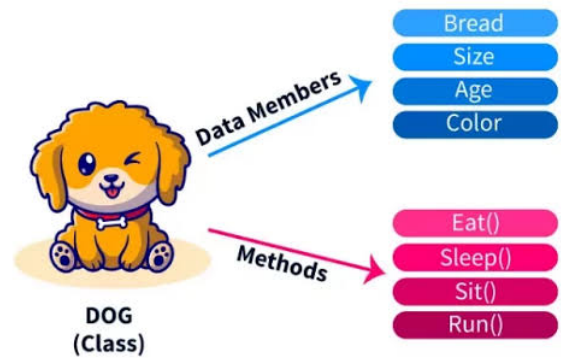 Bread
Size
Age
Color
Data Members
Eat()
Sleep()
Sit()
Run()
Methods
DOG
(Class)